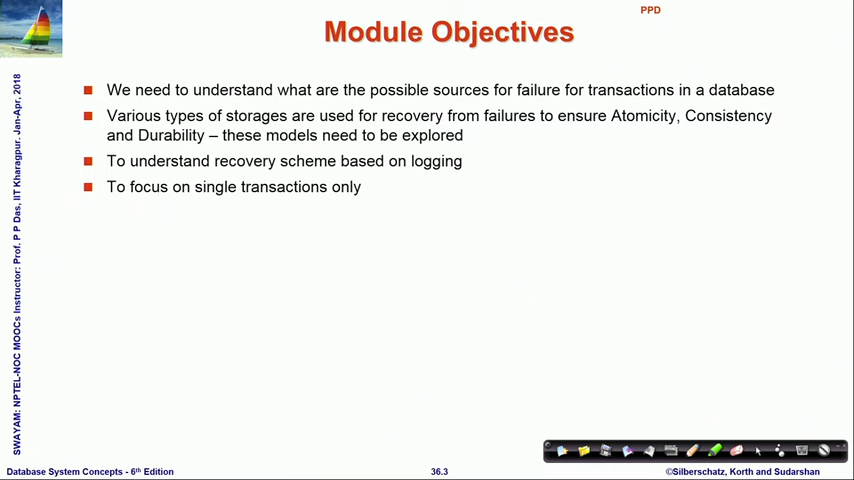 PPD
Module Objectives
We need to understand what are the possible sources for failure for transactions in a database
Various types of storages are used for recovery from failures to ensure Atomicity, Consistency
and Durability – these models need to be explored
To understand recovery scheme based on logging
To focus on single transactions only
SWAYAM: NPTEL-NOC MOOCs Instructor: Prof. P P Das, IIT Kharagpur. Jan-Apr, 2018
Database System Concepts - 6th Edition
36.3
©Silberschatz, Korth and Sudarshan